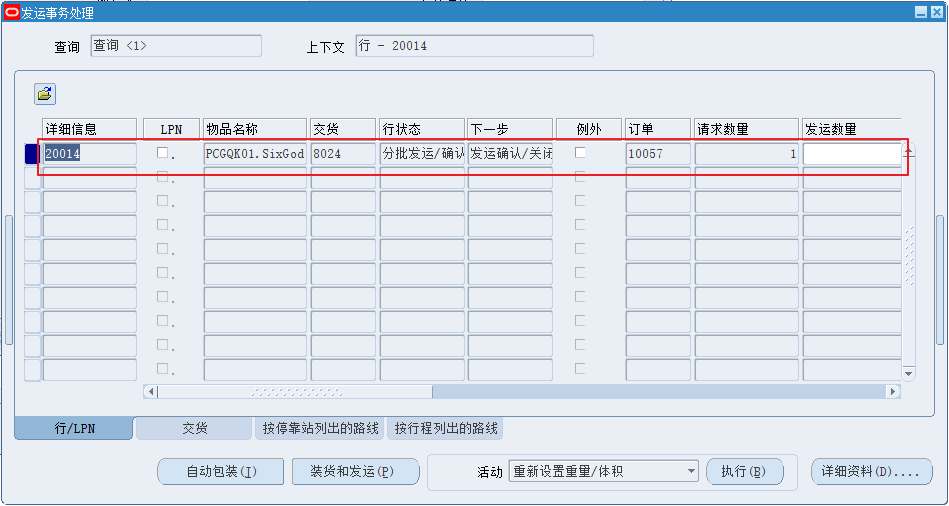 发运事务处理
查询 查询 <1> 上下文 行 - 20014
详细信息 LPN 物品名称 交货 行状态 下一步 例外 订单 请求数量 发运数量
20014 . PCGQK01.SixGod 8024 分批发运/确认 发运确认/关闭 10057 1
行/LPN 交货 按停靠站列出的路线 按行程列出的路线
自动包装(I) 装货和发运(P) 活动 重新设置重量/体积 执行(B) 详细资料(D)....